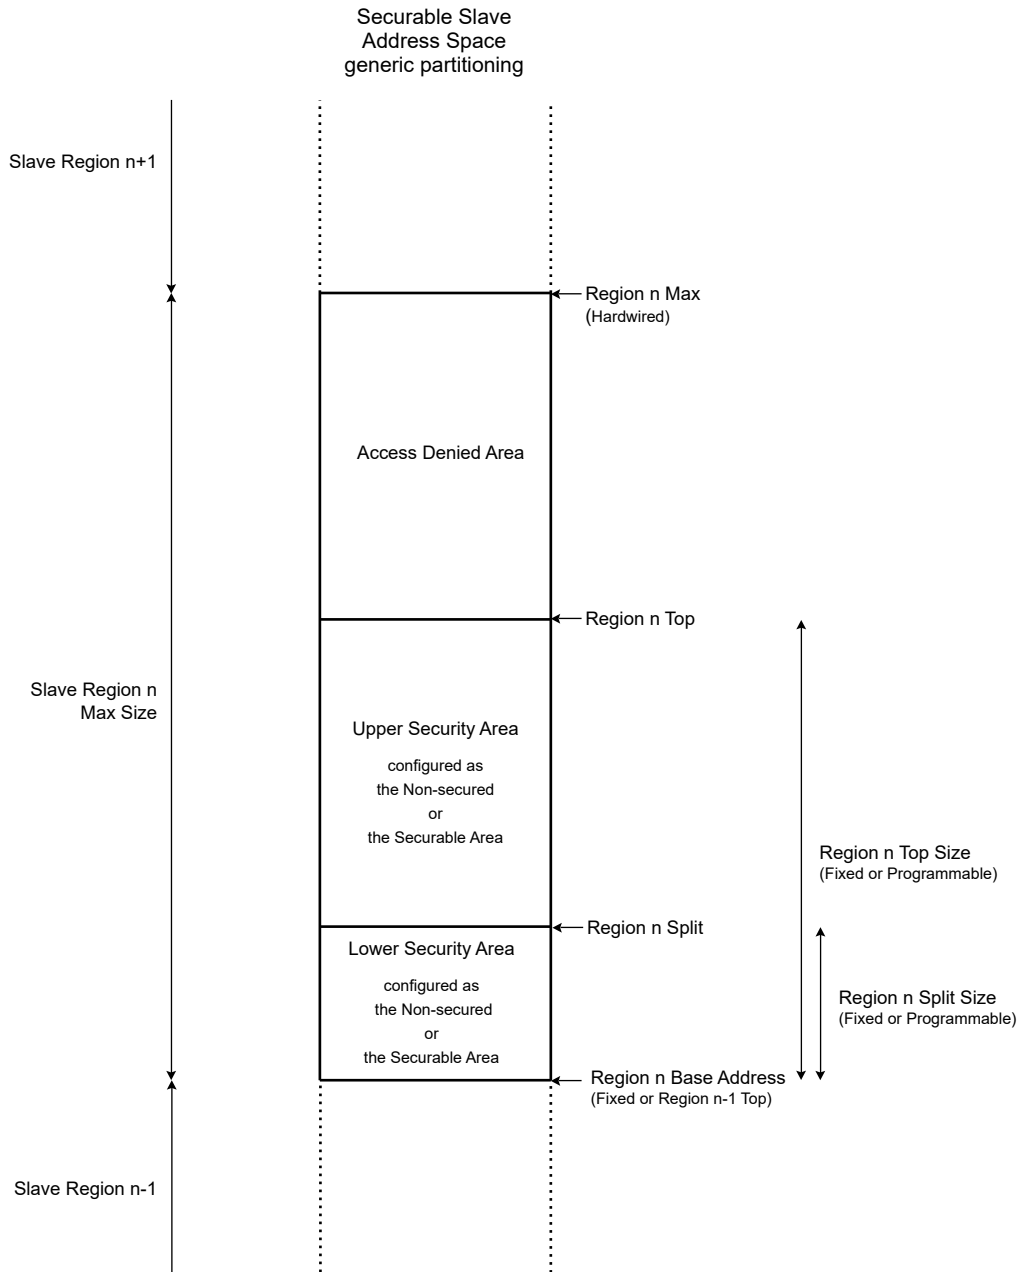 Securable Slave
Address Space
generic partitioning
Slave Region n+1
Region n Max
(Hardwired)
Access Denied Area
Region n Top
Slave Region n
Max Size
Upper Security Area
configured as
the Non-secured
or
the Securable Area
Region n Top Size
(Fixed or Programmable)
Region n Split
Lower Security Area
configured as
the Non-secured
or
the Securable Area
Region n Split Size
(Fixed or Programmable)
Region n Base Address
(Fixed or Region n-1 Top)
Slave Region n-1